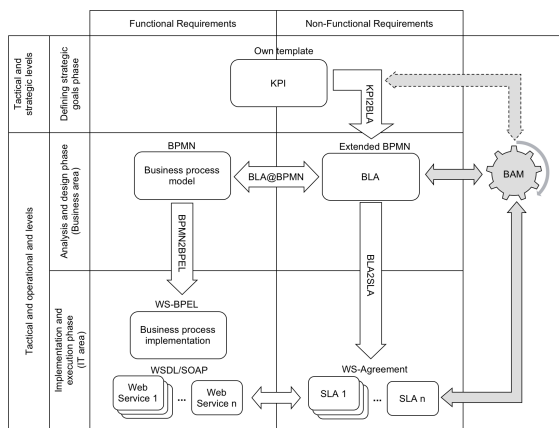 Functional Requirements
Non-Functional Requirements
Tactical and
strategic levels
Defining strategic
goals phase
Own template
KPI
KPI2BLA
Tactical and operational and levels
Analysis and design phase
(Business area)
BPMN
Business process
model
BLA@BPMN
Extended BPMN
BLA
BAM
BPMN2BPEL
BLA2SLA
Implementation and
execution phase
(IT area)
WS-BPEL
Business process
implementation
WSDL/SOAP
Web
Service 1
...
Web
Service n
WS-Agreement
SLA 1
...
SLA n